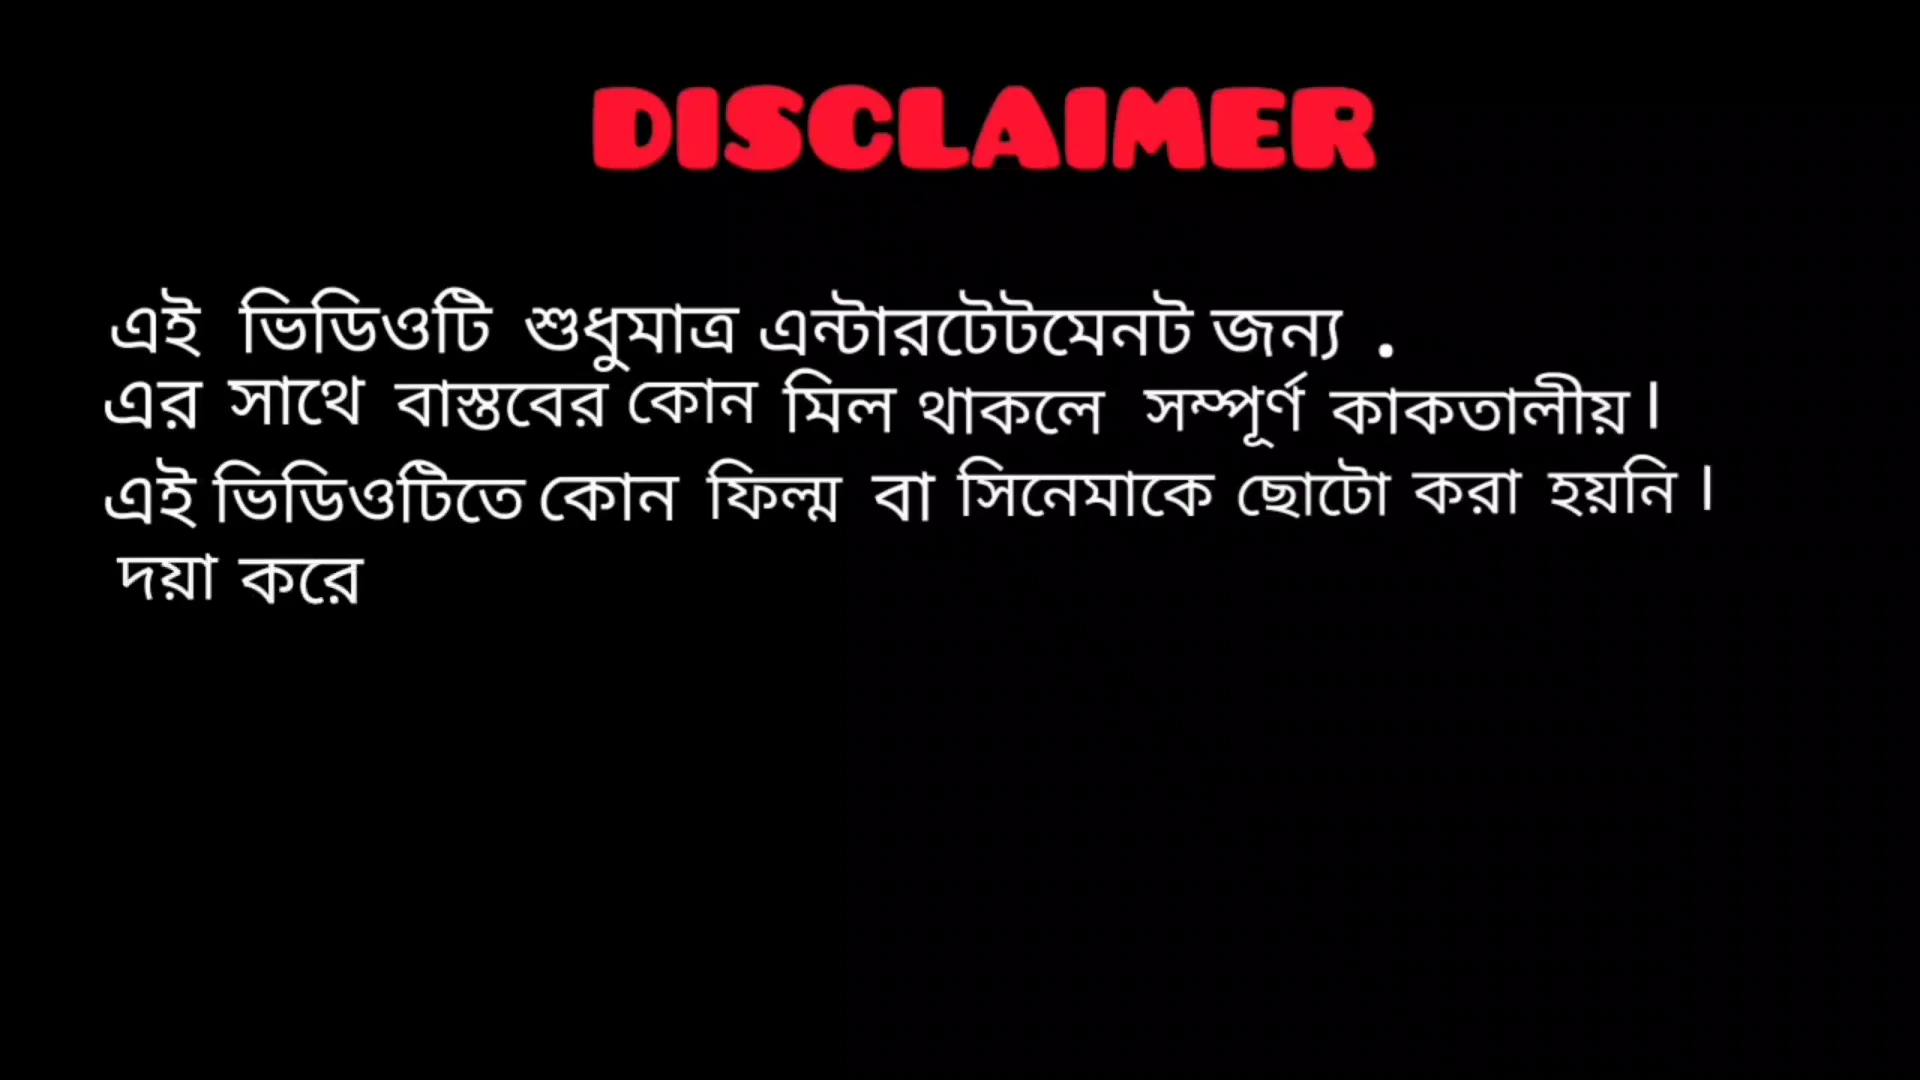 DISCLAIMER
এই ভিডিওটি শুধুমাত্র এন্টারটেটমেনট জন্য .
এর সাথে বাস্তবের কোন মিল থাকলে সম্পূর্ণ কাকতালীয়।
এই ভিডিওটিতে কোন ফিল্ম বা সিনেমাকে ছোটো করা হয়নি ।
দয়া করে